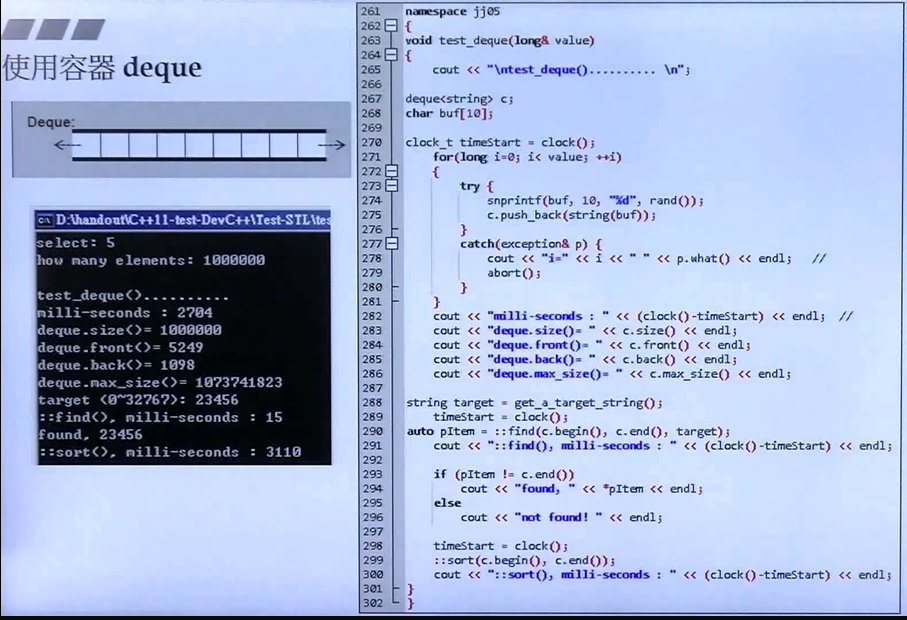 使用容器 deque
Deque:
D:\handout\C++11-test-DevC++\Test-STL\tes
select: 5
how many elements: 1000000
test_deque()..........
milli-seconds : 2704
deque.size()= 1000000
deque.front()= 5249
deque.back()= 1098
deque.max_size()= 1073741823
target (0~32767): 23456
::find(), milli-seconds : 15
found, 23456
::sort(), milli-seconds : 3110
261 namespace jj05
262 {
263 void test_deque(long& value)
264 {
265 cout << "\ntest_deque().......... \n";
266
267 deque<string> c;
268 char buf[10];
269
270 clock_t timeStart = clock();
271 for(long i=0; i< value; ++i)
272 {
273 try {
274 snprintf(buf, 10, "%d", rand());
275 c.push_back(string(buf));
276 }
277 catch(exception& p) {
278 cout << "i=" << i << " " << p.what() << endl; //
279 abort();
280 }
281 }
282 cout << "milli-seconds : " << (clock()-timeStart) << endl; //
283 cout << "deque.size()= " << c.size() << endl;
284 cout << "deque.front()= " << c.front() << endl;
285 cout << "deque.back()= " << c.back() << endl;
286 cout << "deque.max_size()= " << c.max_size() << endl;
287
288 string target = get_a_target_string();
289 timeStart = clock();
290 auto pItem = ::find(c.begin(), c.end(), target);
291 cout << "::find(), milli-seconds : " << (clock()-timeStart) << endl;
292
293 if (pItem != c.end())
294 cout << "found, " << *pItem << endl;
295 else
296 cout << "not found! " << endl;
297
298 timeStart = clock();
299 ::sort(c.begin(), c.end());
300 cout << "::sort(), milli-seconds : " << (clock()-timeStart) << endl;
301 }
302 }